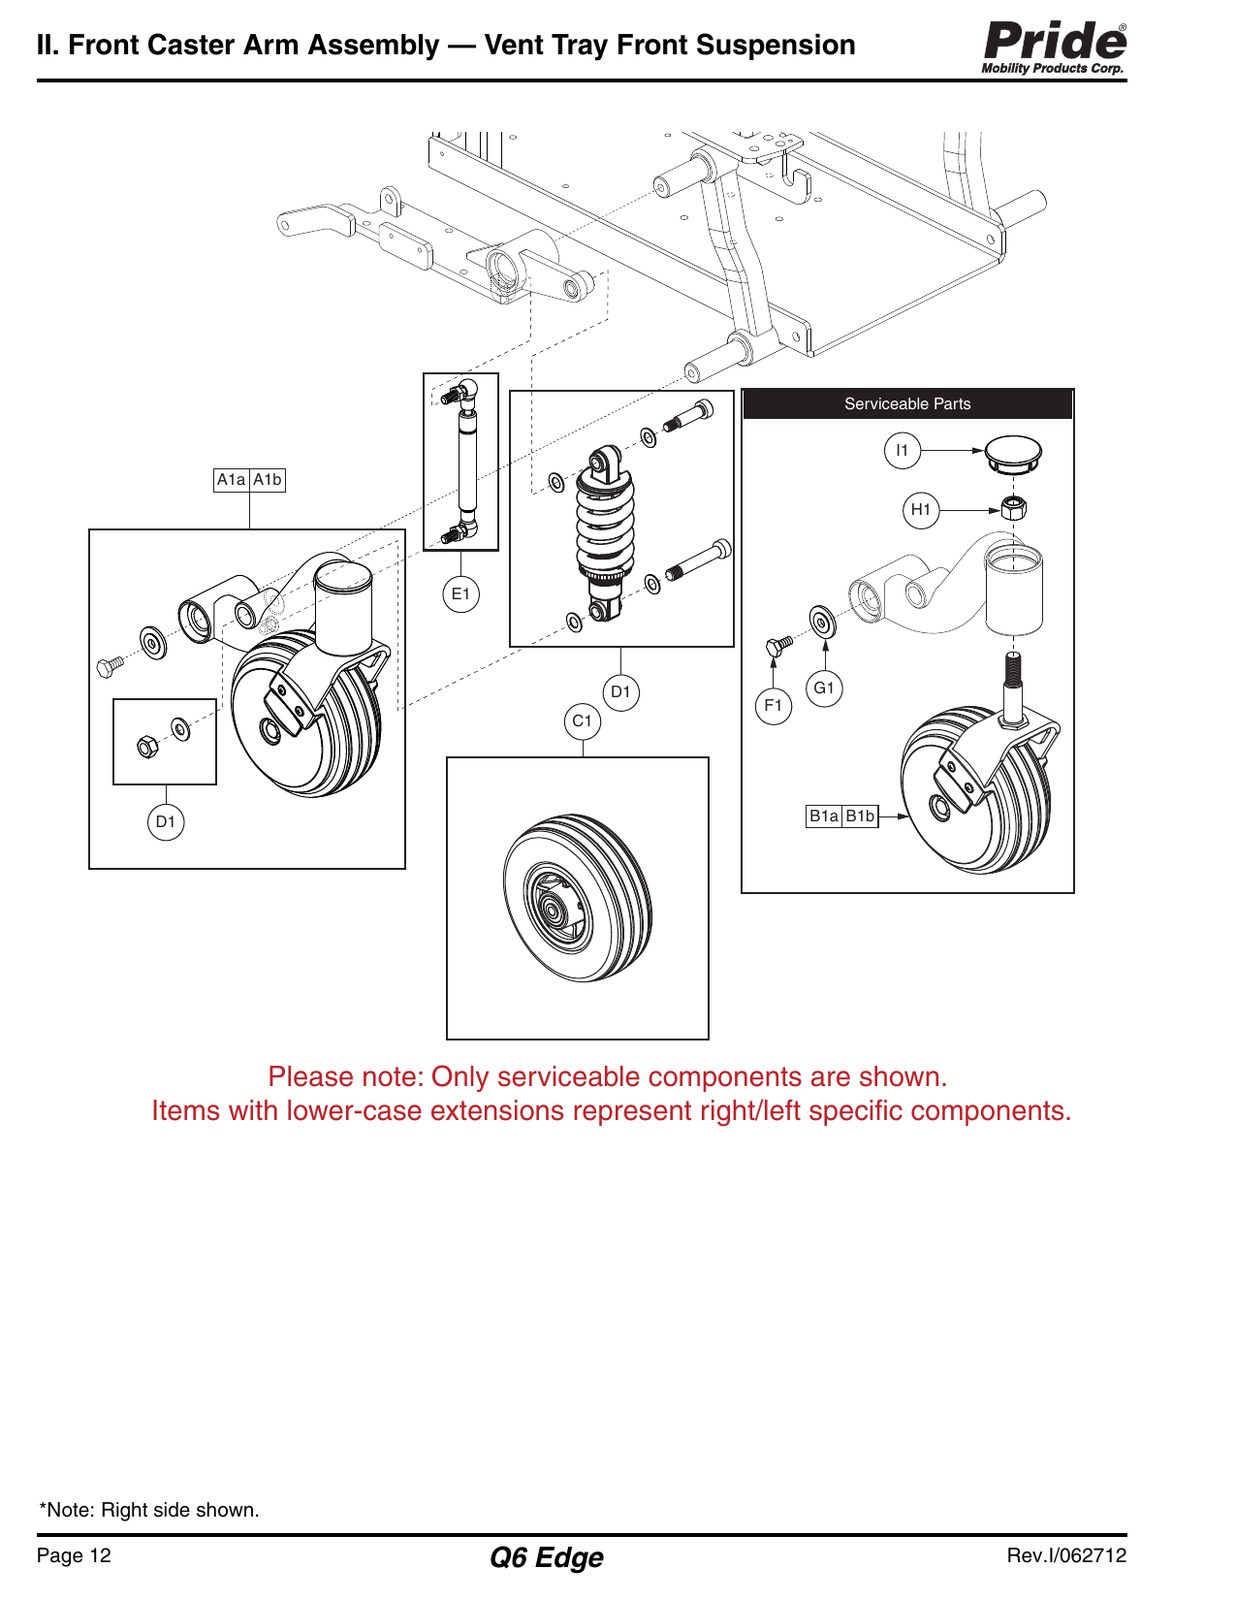 II. Front Caster Arm Assembly — Vent Tray Front Suspension
Pride®
Mobility Products Corp.
Serviceable Parts
I1
H1
A1a A1b
E1
G1
F1
D1
C1
B1a B1b
D1
Please note: Only serviceable components are shown.
Items with lower-case extensions represent right/left specific components.
*Note: Right side shown.
Page 12
Q6 Edge
Rev.I/062712